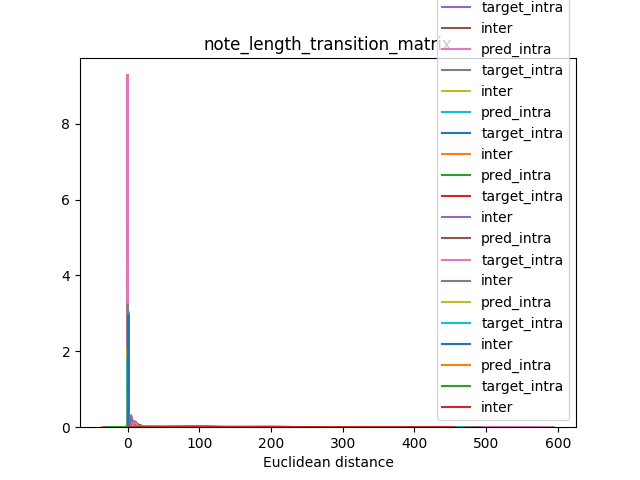 target_intra
inter
note_length_transition_matrix
pred_intra
target_intra
inter
pred_intra
target_intra
inter
pred_intra
target_intra
inter
pred_intra
target_intra
inter
pred_intra
target_intra
inter
pred_intra
target_intra
inter
8
6
4
2
0
0 100 200 300 400 500 600
Euclidean distance